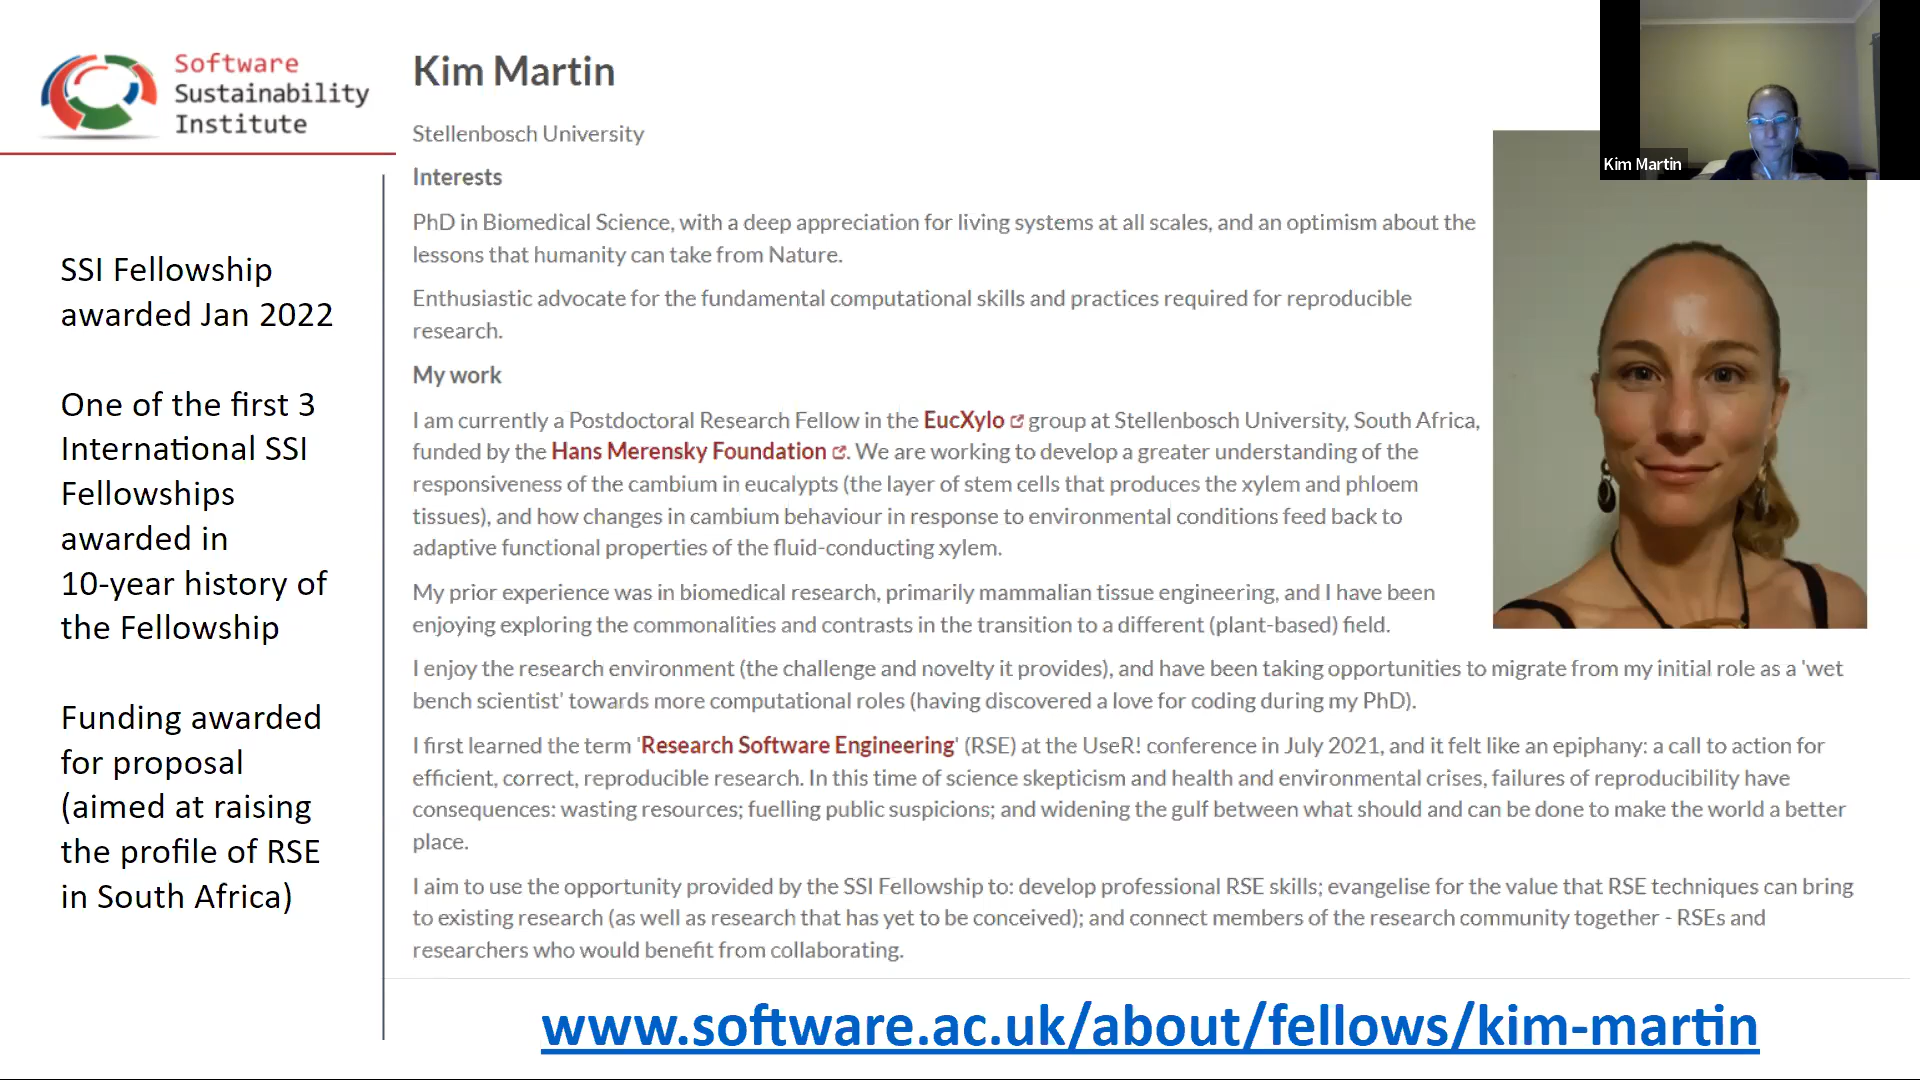 Software
Sustainability
Institute
SSI Fellowship
awarded Jan 2022
One of the first 3
International SSI
Fellowships
awarded in
10-year history of
the Fellowship
Funding awarded
for proposal
(aimed at raising
the profile of RSE
in South Africa)
Kim Martin
Stellenbosch University
Interests
PhD in Biomedical Science, with a deep appreciation for living systems at all scales, and an optimism about the
lessons that humanity can take from Nature.
Enthusiastic advocate for the fundamental computational skills and practices required for reproducible
research.
My work
I am currently a Postdoctoral Research Fellow in the EucXylo group at Stellenbosch University, South Africa,
funded by the Hans Merensky Foundation. We are working to develop a greater understanding of the
responsiveness of the cambium in eucalypts (the layer of stem cells that produces the xylem and phloem
tissues), and how changes in cambium behaviour in response to environmental conditions feed back to
adaptive functional properties of the fluid-conducting xylem.
My prior experience was in biomedical research, primarily mammalian tissue engineering, and I have been
enjoying exploring the commonalities and contrasts in the transition to a different (plant-based) field.
I enjoy the research environment (the challenge and novelty it provides), and have been taking opportunities to migrate from my initial role as a 'wet
bench scientist' towards more computational roles (having discovered a love for coding during my PhD).
I first learned the term 'Research Software Engineering' (RSE) at the UseR! conference in July 2021, and it felt like an epiphany: a call to action for
efficient, correct, reproducible research. In this time of science skepticism and health and environmental crises, failures of reproducibility have
consequences: wasting resources; fuelling public suspicions; and widening the gulf between what should and can be done to make the world a better
place.
I aim to use the opportunity provided by the SSI Fellowship to: develop professional RSE skills; evangelise for the value that RSE techniques can bring
to existing research (as well as research that has yet to be conceived); and connect members of the research community together - RSEs and
researchers who would benefit from collaborating.
www.software.ac.uk/about/fellows/kim-martin
Kim Martin